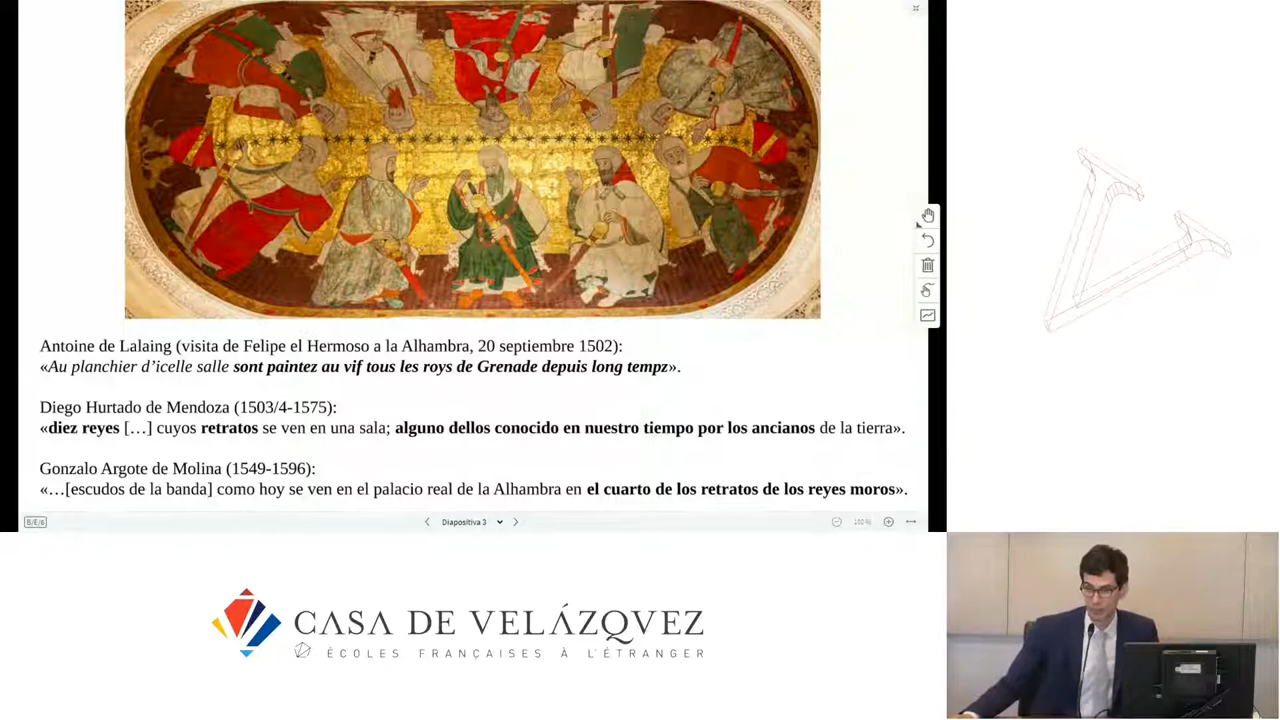 Antoine de Lalaing (visita de Felipe el Hermoso a la Alhambra, 20 septiembre 1502):
«Au planchier d’icelle salle sont paintez au vif tous les roys de Grenade depuis long tempz».
Diego Hurtado de Mendoza (1503/4-1575):
«diez reyes […] cuyos retratos se ven en una sala; alguno dellos conocido en nuestro tiempo por los ancianos de la tierra».
Gonzalo Argote de Molina (1549-1596):
«…[escudos de la banda] como hoy se ven en el palacio real de la Alhambra en el cuarto de los retratos de los reyes moros».
Diapositiva 3
100 %
CASA DE VELÁZQVEZ
ÉCOLES FRANÇAISES À L’ÉTRANGER